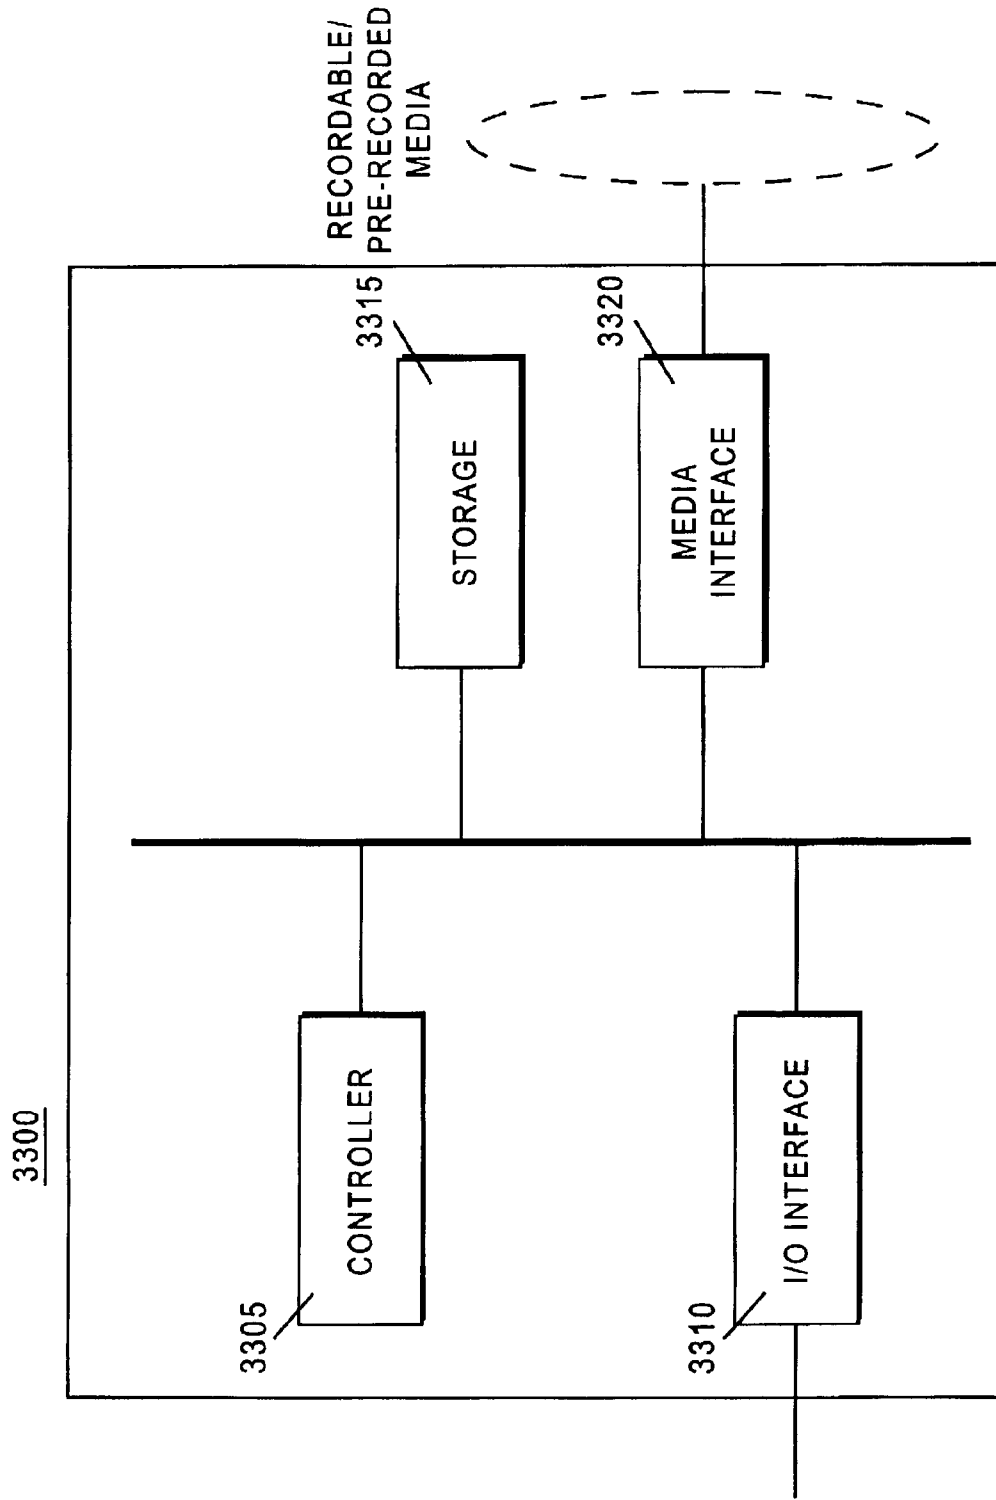 3300
RECORDABLE/
PRE-RECORDED
MEDIA
3305
CONTROLLER
3315
STORAGE
3310
I/O INTERFACE
3320
MEDIA
INTERFACE